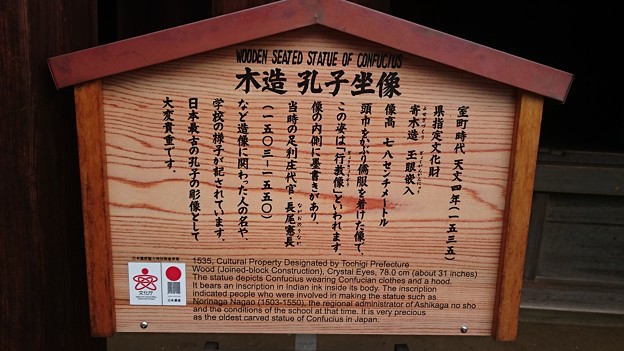 WOODEN SEATED STATUE OF CONFUCIUS
木造 孔子坐像
室町時代 天文四年(一五三五)
県指定文化財
寄木造 玉眼嵌入
像高 七八センチメートル
頭巾をかぶり儒服を着けた像で、
この姿は「行教像」といわれます。
像の内側に墨書きがあり、
当時の足利庄代官・長尾憲長
(一五〇三-一五五〇)
など造像に関わった人の名や、
学校の様子が記されています。
日本最古の孔子の彫像として
大変貴重です。
1535, Cultural Property Designated by Tochigi Prefecture
Wood (Joined-block Construction), Crystal Eyes, 78.0 cm (about 31 inches)
The statue depicts Confucius wearing Confucian clothes and a hood.
It bears an inscription in Indian ink inside its body. The inscription
indicated people who were involved in making the statue such as
Norinaga Nagao (1503-1550), the regional administrator of Ashikaga no sho
and the conditions of the school at that time. It is very precious
as the oldest carved statue of Confucius in Japan.
文化庁